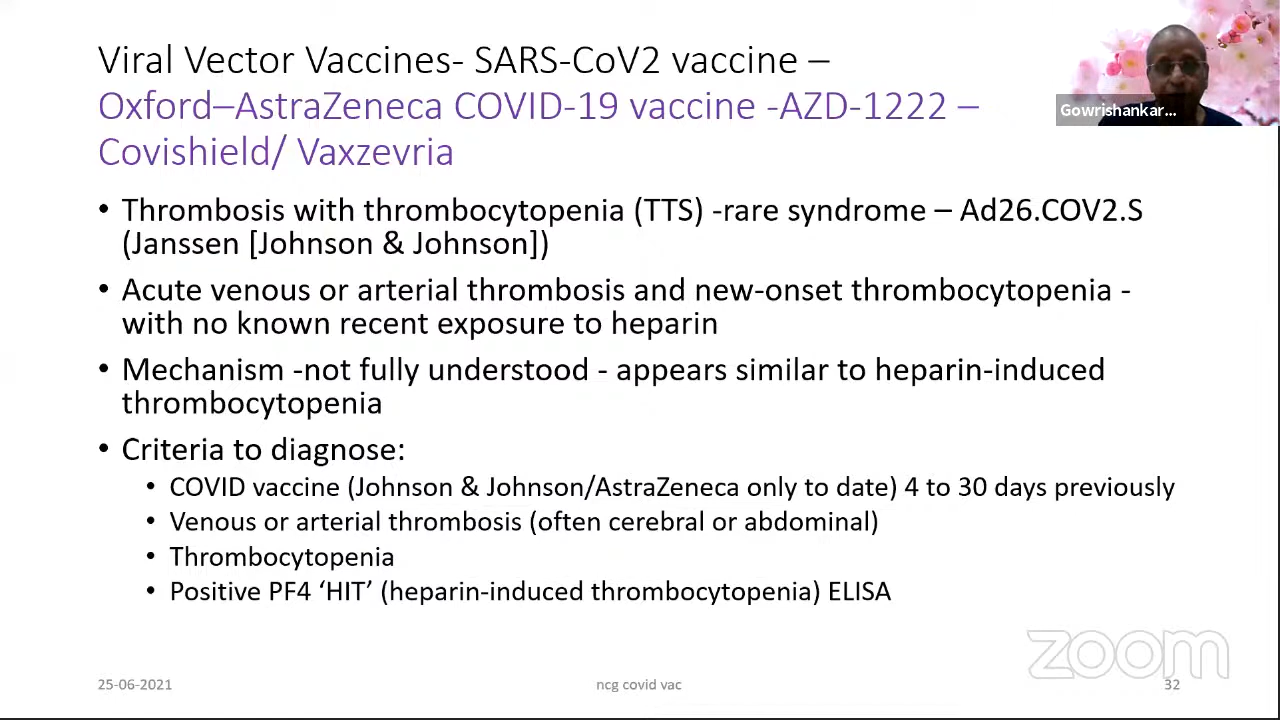 Viral Vector Vaccines- SARS-CoV2 vaccine –
Oxford–AstraZeneca COVID-19 vaccine -AZD-1222 –
Covishield/ Vaxzevria
Gowrishankar...
• Thrombosis with thrombocytopenia (TTS) -rare syndrome – Ad26.COV2.S
(Janssen [Johnson & Johnson])
• Acute venous or arterial thrombosis and new-onset thrombocytopenia -
with no known recent exposure to heparin
• Mechanism -not fully understood - appears similar to heparin-induced
thrombocytopenia
• Criteria to diagnose:
• COVID vaccine (Johnson & Johnson/AstraZeneca only to date) 4 to 30 days previously
• Venous or arterial thrombosis (often cerebral or abdominal)
• Thrombocytopenia
• Positive PF4 ‘HIT’ (heparin-induced thrombocytopenia) ELISA
zoom
25-06-2021
ncg covid vac
32